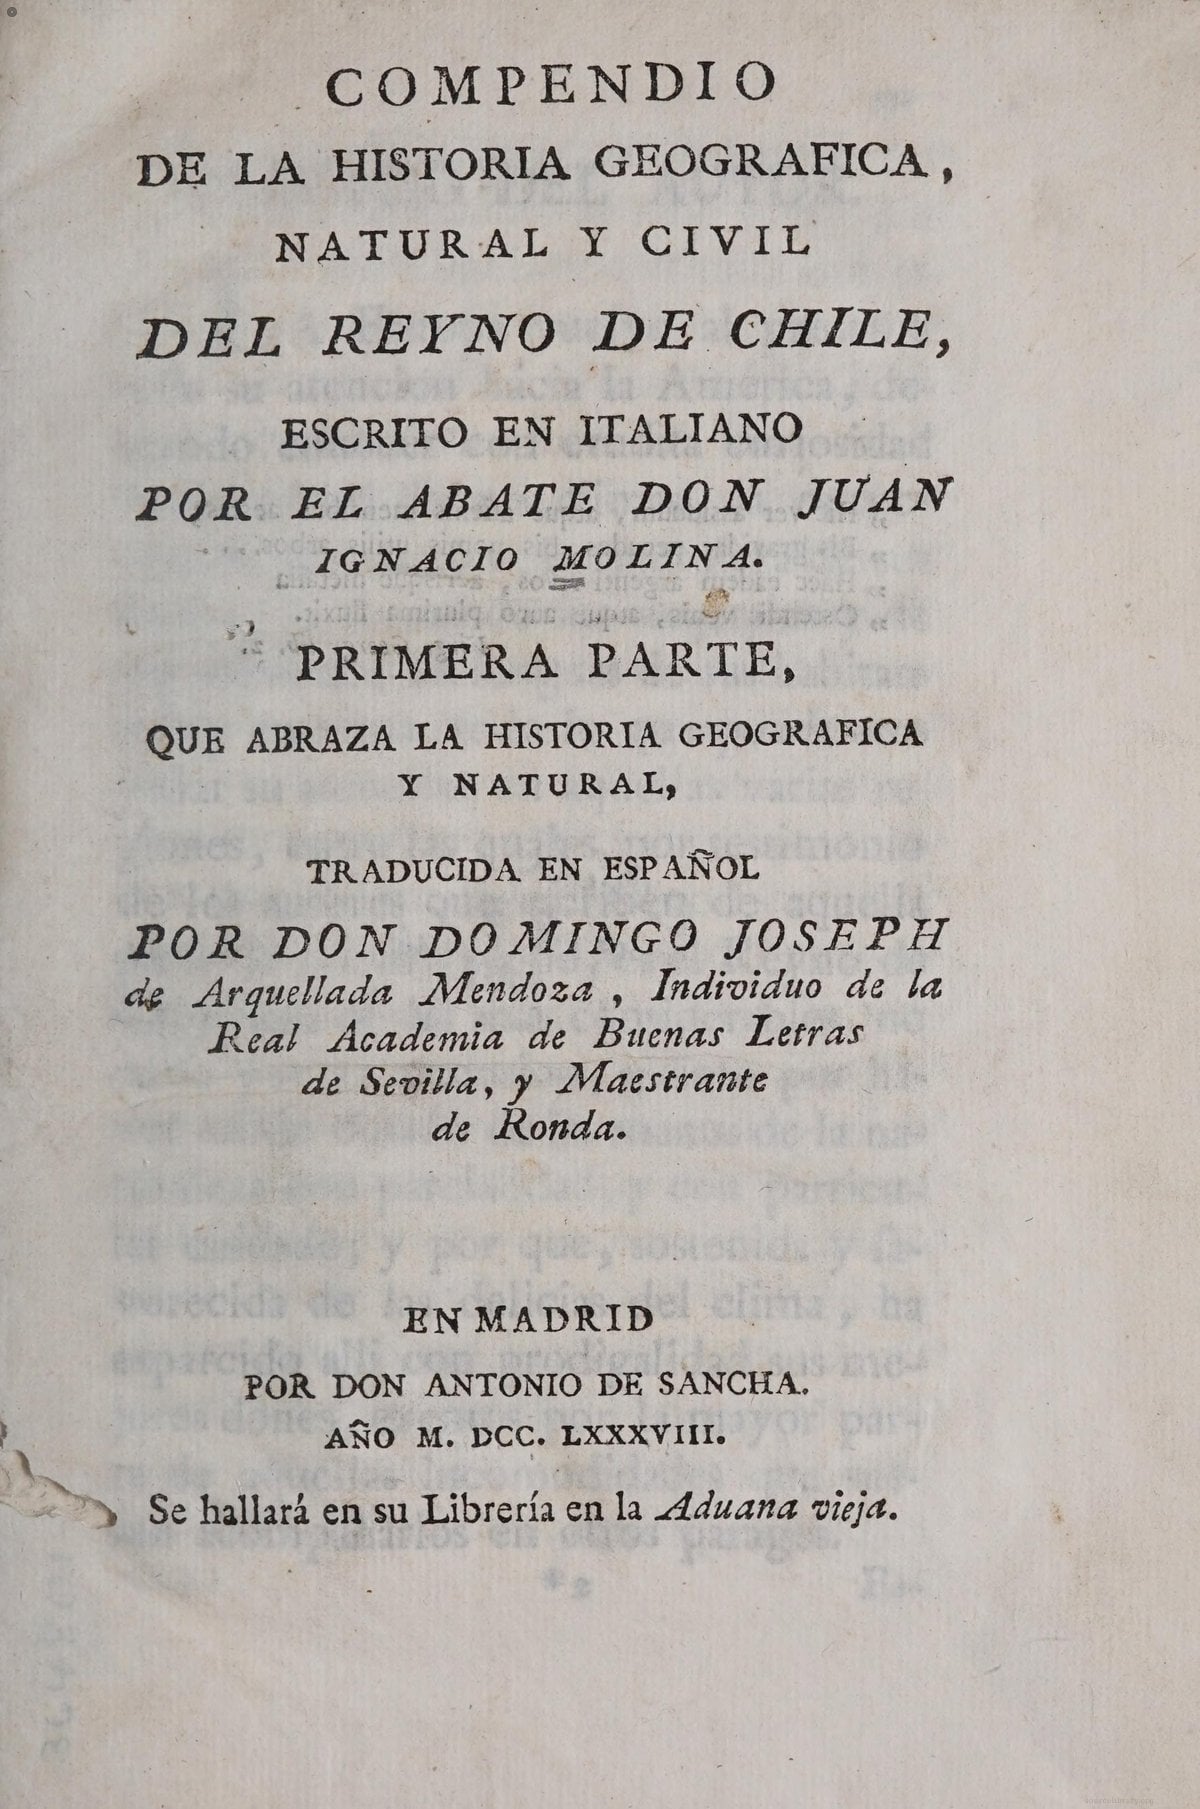 COMPENDIO
DE LA HISTORIA GEOGRAFICA,
NATURAL Y CIVIL
DEL REYNO DE CHILE,
ESCRITO EN ITALIANO
POR EL ABATE DON JUAN
IGNACIO MOLINA.
PRIMERA PARTE,
QUE ABRAZA LA HISTORIA GEOGRAFICA
Y NATURAL,
TRADUCIDA EN ESPAÑOL
POR DON DOMINGO JOSEPH
de Arquellada Mendoza, Individuo de la
Real Academia de Buenas Letras
de Sevilla, y Maestrante
de Ronda.
EN MADRID
POR DON ANTONIO DE SANCHA.
AÑO M. DCC. LXXXVIII.
Se hallará en su Librería en la Aduana vieja.